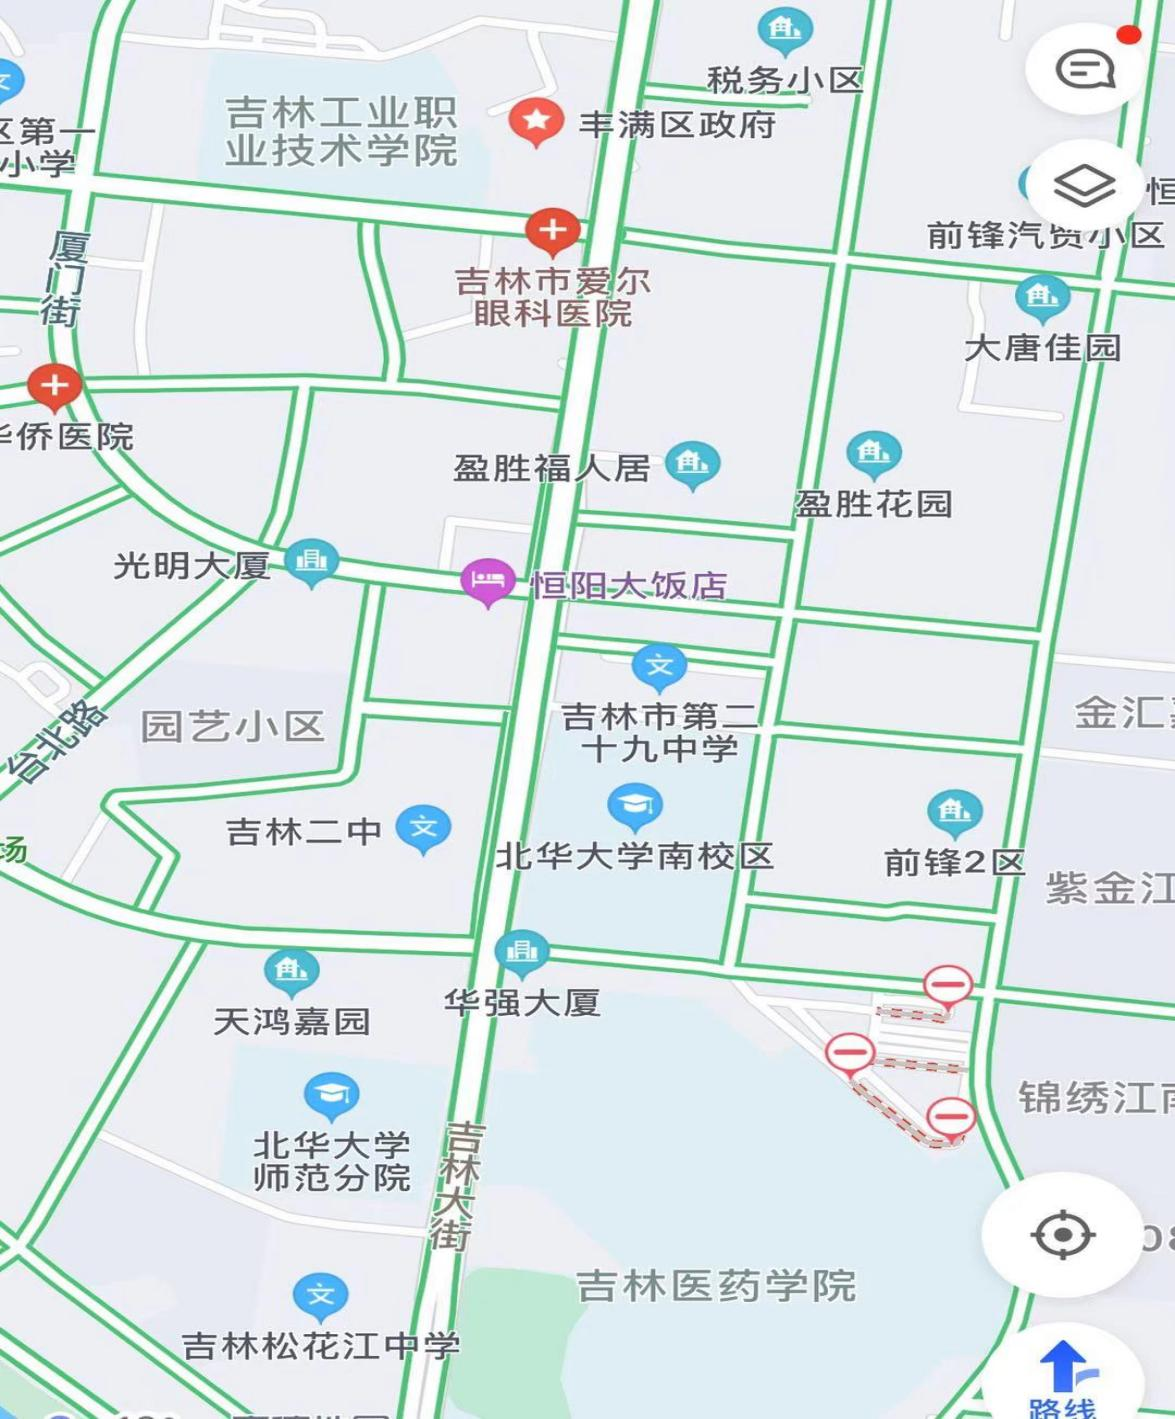 税务小区
吉林工业职
业技术学院
丰满区政府
区第一
小学
恒
前锋汽贸小区
厦门街
吉林市爱尔
眼科医院
大唐佳园
华侨医院
盈胜福人居
盈胜花园
光明大厦
恒阳大饭店
吉林市第二
十九中学
金汇
园艺小区
台北路
吉林二中
文
北华大学南校区
前锋2区
场
紫金江
华强大厦
天鸿嘉园
锦绣江南
北华大学
师范分院
吉林大街
08
吉林医药学院
文
吉林松花江中学
路线